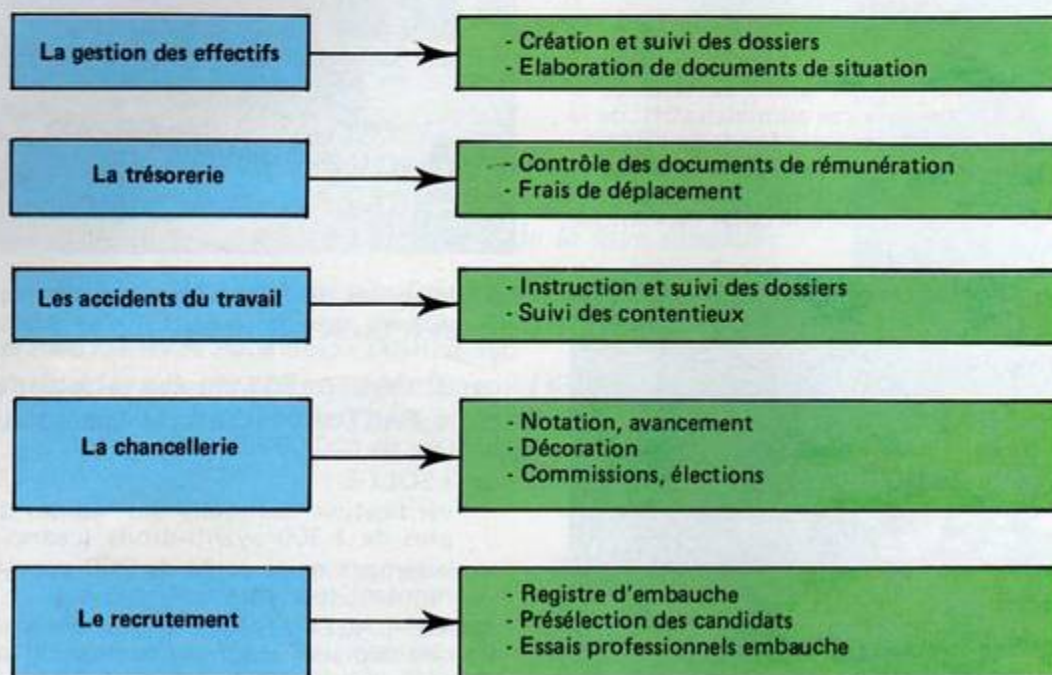 La gestion des effectifs
- Création et suivi des dossiers
- Elaboration de documents de situation
La trésorerie
- Contrôle des documents de rémunération
- Frais de déplacement
Les accidents du travail
- Instruction et suivi des dossiers
- Suivi des contentieux
La chancellerie
- Notation, avancement
- Décoration
- Commissions, élections
Le recrutement
- Registre d'embauche
- Présélection des candidats
- Essais professionnels embauche